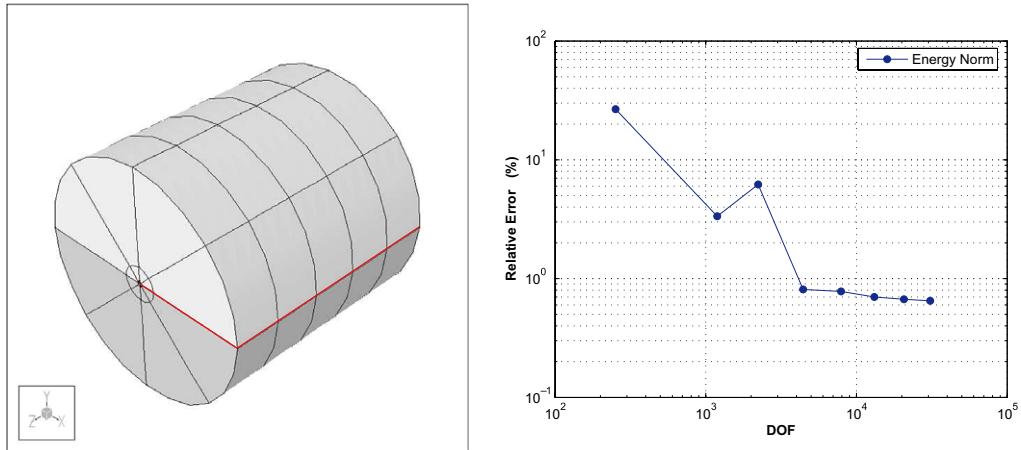 Y
Z
X
10²
10¹
10⁰
10⁻¹
Relative Error (%)
Energy Norm
10²
10³
10⁴
10⁵
DOF